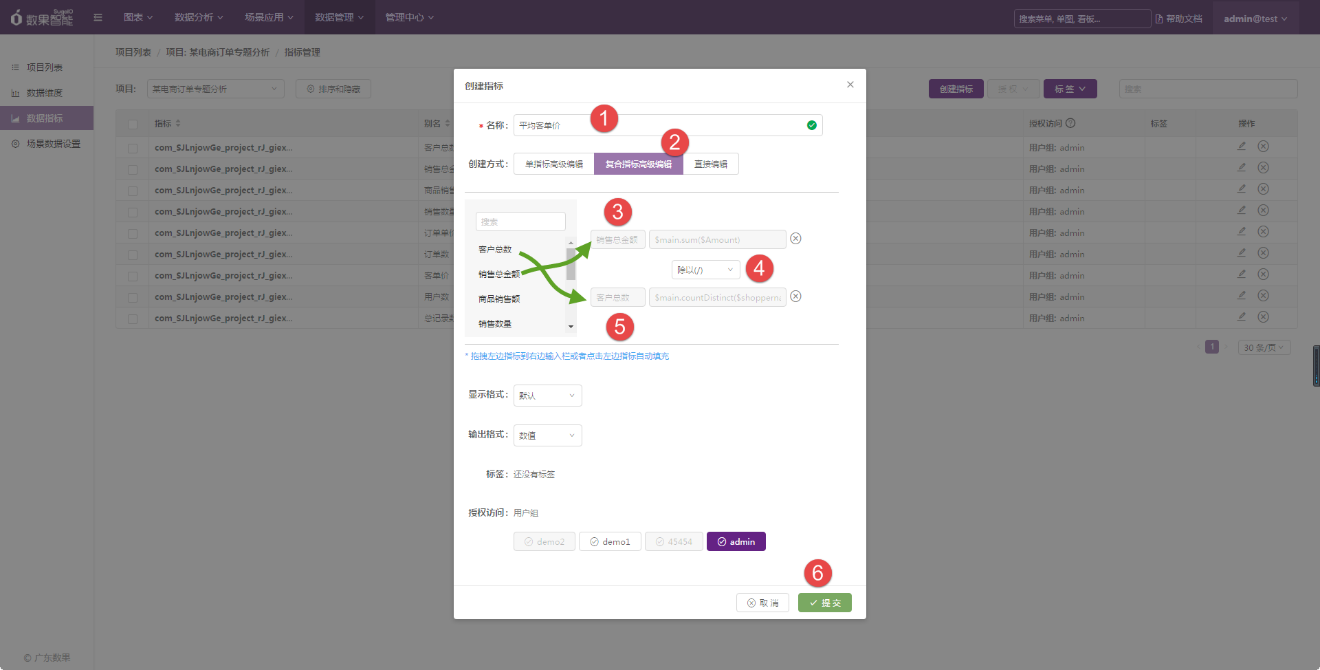 数果智能
SugoIO
图表
数据分析
场景应用
数据管理
管理中心
搜索菜单, 单图, 看板...
帮助文档
admin@test
项目列表
数据维度
数据指标
场景数据设置
项目列表 / 项目: 某电商订单专题分析 / 指标管理
项目:
某电商订单专题分析
排序和隐藏
创建指标
授权
标签
搜索
指标
别名
授权访问
标签
操作
com_SJLnjowGe_project_rJ_giex...
客户总数
用户组: admin
com_SJLnjowGe_project_rJ_giex...
销售总金
用户组: admin
com_SJLnjowGe_project_rJ_giex...
商品销售
用户组: admin
com_SJLnjowGe_project_rJ_giex...
销售数量
用户组: admin
com_SJLnjowGe_project_rJ_giex...
订单单
用户组: admin
com_SJLnjowGe_project_rJ_giex...
订单数
用户组: admin
com_SJLnjowGe_project_rJ_giex...
客单价
用户组: admin
com_SJLnjowGe_project_rJ_giex...
用户数
用户组: admin
com_SJLnjowGe_project_rJ_giex...
总记录数
用户组: admin
1
30 条/页
创建指标
* 名称:
平均客单价
1
2
创建方式:
单指标高级编辑
复合指标高级编辑
直接编辑
搜索
客户总数
销售总金额
商品销售额
销售数量
3
销售总金额
$main.sum($Amount)
除以(/)
4
客户总数
$main.countDistinct($shopperna
5
* 拖拽左边指标到右边输入栏或者点击左边指标自动填充
显示格式:
默认
输出格式:
数值
标签:
还没有标签
授权访问:
用户组
demo2
demo1
45454
admin
6
取消
提交
© 广东数果